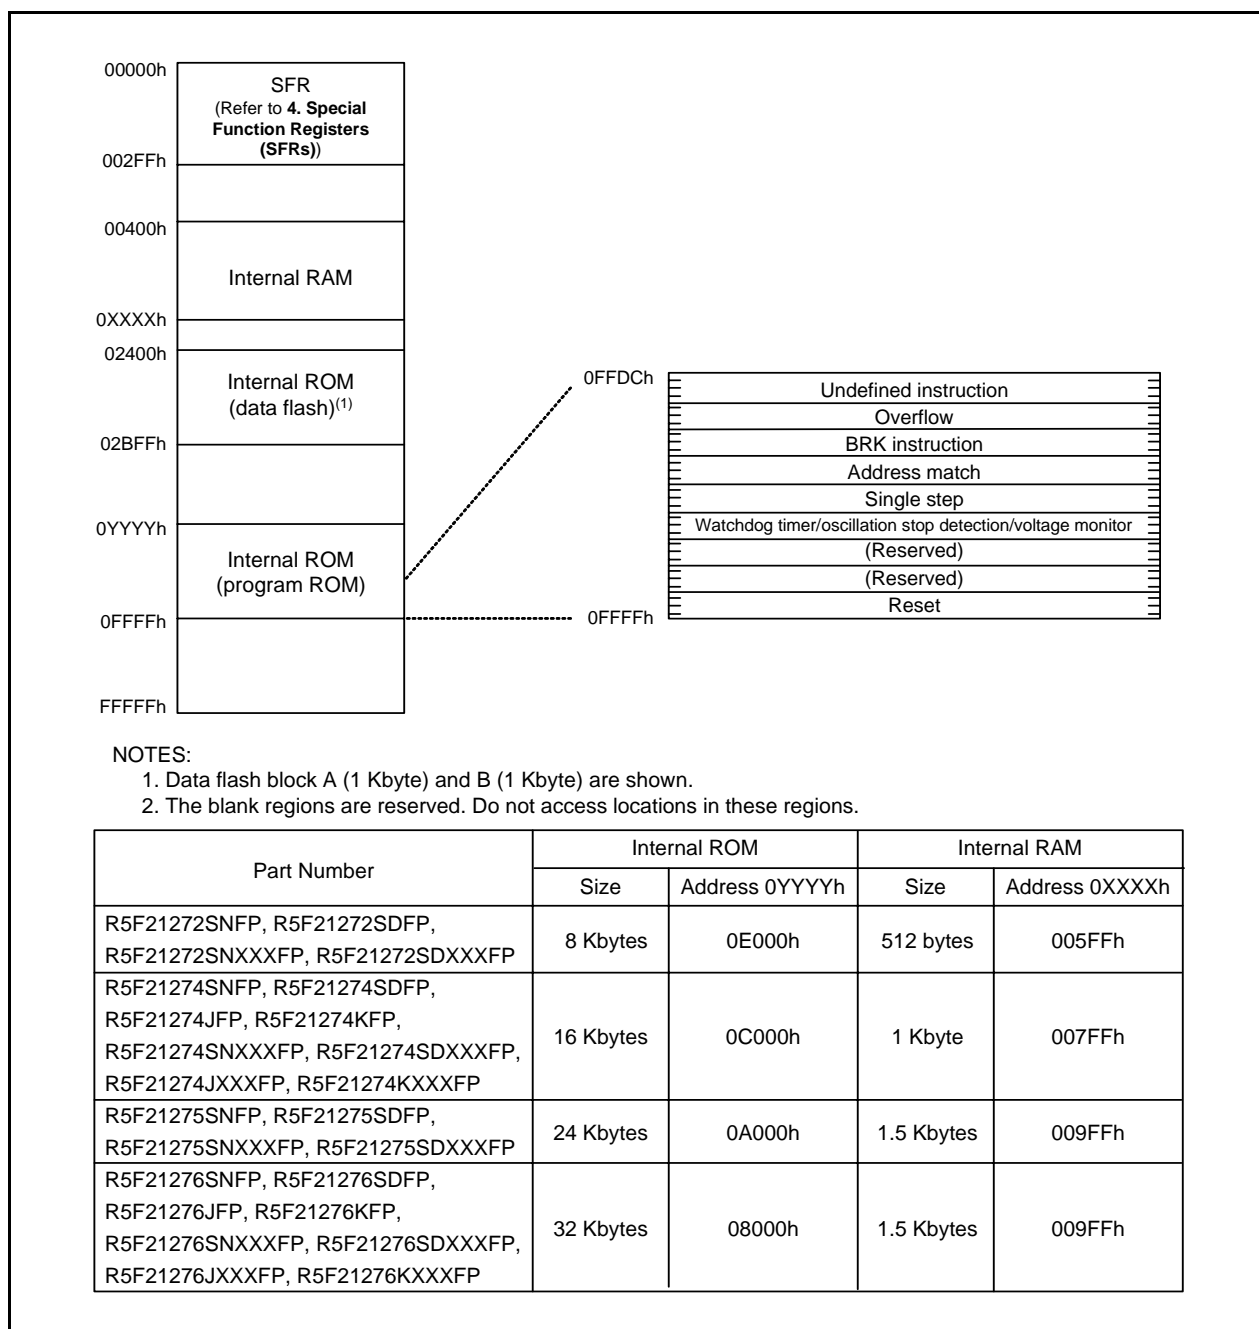 00000h
SFR
(Refer to 4. Special
Function Registers
(SFRs))
002FFh
00400h
Internal RAM
0XXXXh
02400h
Internal ROM
(data flash)(1)
02BFFh
0YYYYh
Internal ROM
(program ROM)
0FFFFh
FFFFFh
0FFDCh
Undefined instruction
Overflow
BRK instruction
Address match
Single step
Watchdog timer/oscillation stop detection/voltage monitor
(Reserved)
(Reserved)
Reset
0FFFFh
NOTES:
1. Data flash block A (1 Kbyte) and B (1 Kbyte) are shown.
2. The blank regions are reserved. Do not access locations in these regions.
Part Number
Internal ROM
Internal RAM
Size
Address 0YYYYh
Size
Address 0XXXXh
R5F21272SNFP, R5F21272SDFP,
R5F21272SNXXXFP, R5F21272SDXXXFP
8 Kbytes
0E000h
512 bytes
005FFh
R5F21274SNFP, R5F21274SDFP,
R5F21274JFP, R5F21274KFP,
R5F21274SNXXXFP, R5F21274SDXXXFP,
R5F21274JXXXFP, R5F21274KXXXFP
16 Kbytes
0C000h
1 Kbyte
007FFh
R5F21275SNFP, R5F21275SDFP,
R5F21275SNXXXFP, R5F21275SDXXXFP
24 Kbytes
0A000h
1.5 Kbytes
009FFh
R5F21276SNFP, R5F21276SDFP,
R5F21276JFP, R5F21276KFP,
R5F21276SNXXXFP, R5F21276SDXXXFP,
R5F21276JXXXFP, R5F21276KXXXFP
32 Kbytes
08000h
1.5 Kbytes
009FFh